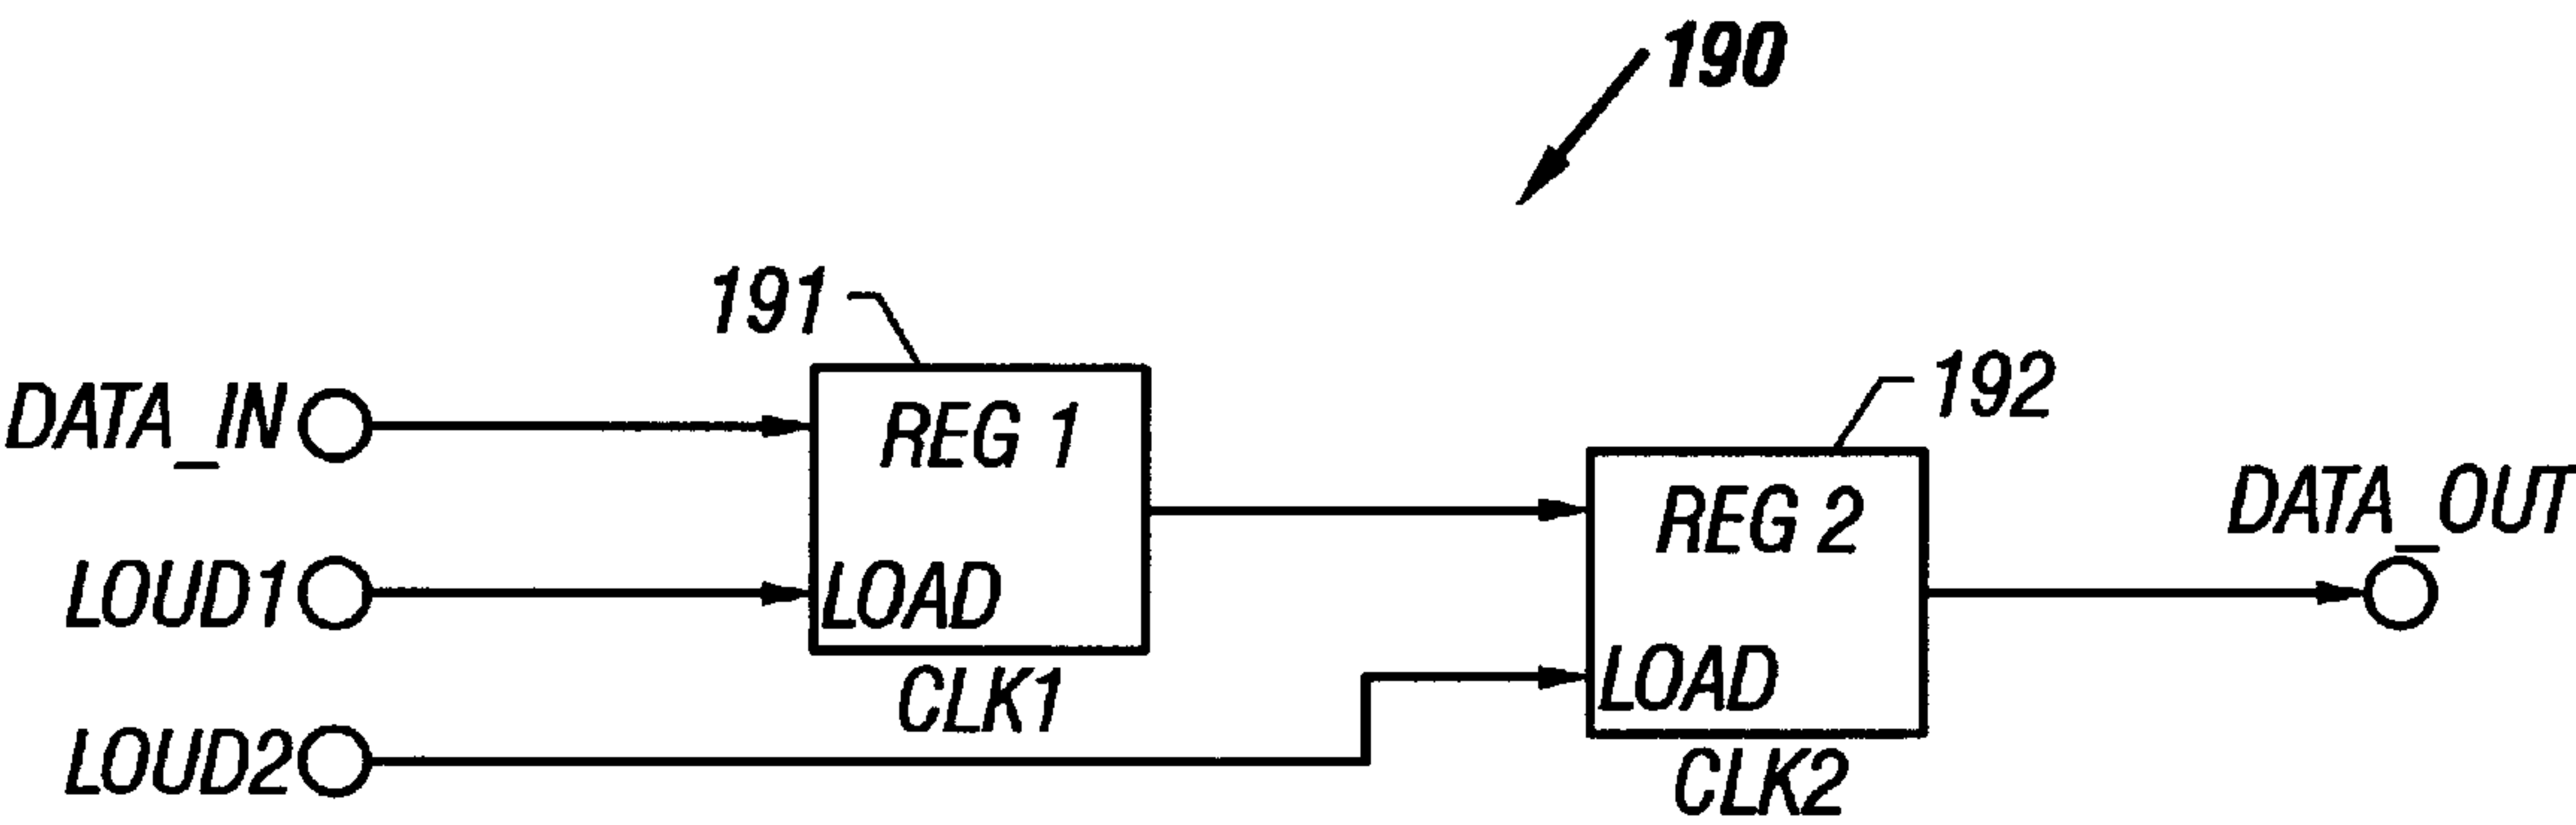 190
191
192
DATA_IN
REG 1
DATA_OUT
REG 2
LOUD1
LOAD
LOAD
CLK1
LOUD2
CLK2